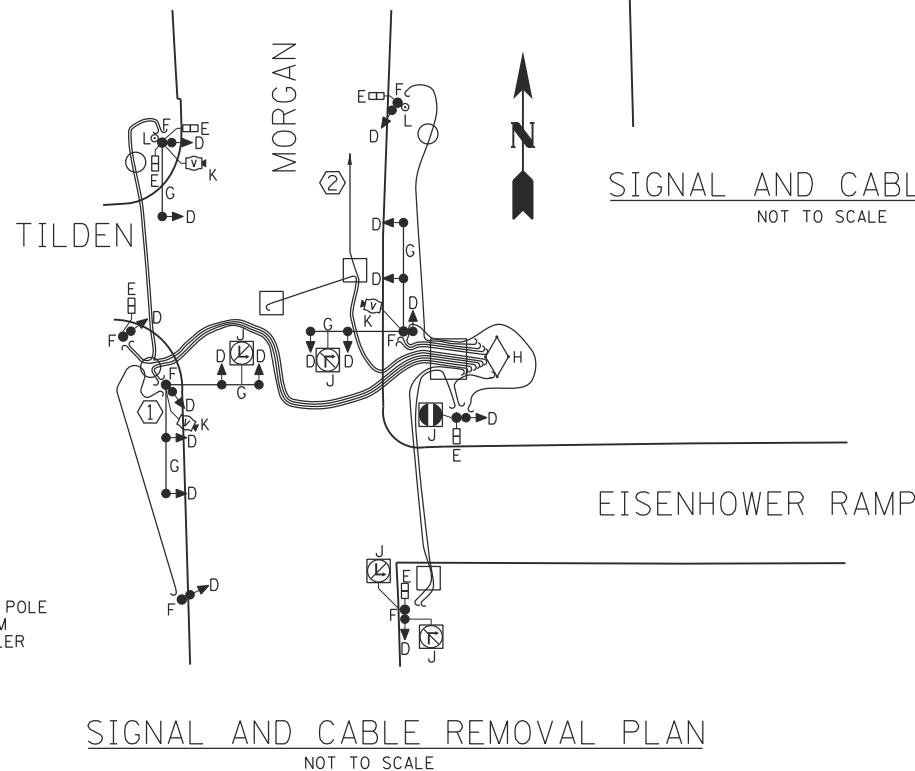 MORGAN
F
E
L
D
E
K
G
D
TILDEN
E
D
F
E
F
L
D
N
2
SIGNAL AND CABL
NOT TO SCALE
D
G
D
V
K
D
F
G
D
J
D
J
D
D
G
F
1
D
V
K
D
G
D
H
J
D
E
EISENHOWER RAMP
D
F
J
E
F
D
J
POLE
M
LER
SIGNAL AND CABLE REMOVAL PLAN
NOT TO SCALE